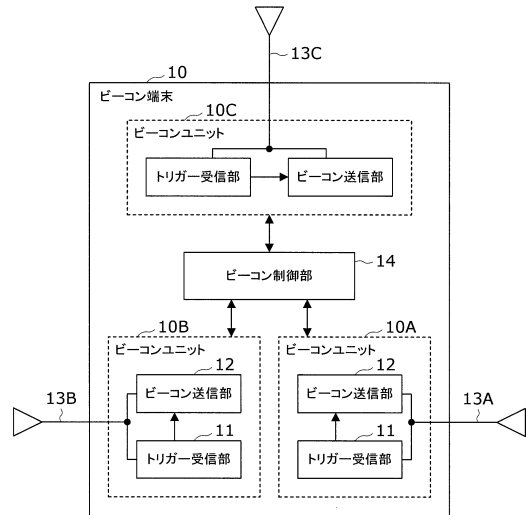 13C
10
ビーコン端末
10C
ビーコンユニット
トリガー受信部
ビーコン送信部
14
ビーコン制御部
10B
10A
ビーコンユニット
ビーコンユニット
12
12
ビーコン送信部
ビーコン送信部
13B
13A
11
11
トリガー受信部
トリガー受信部